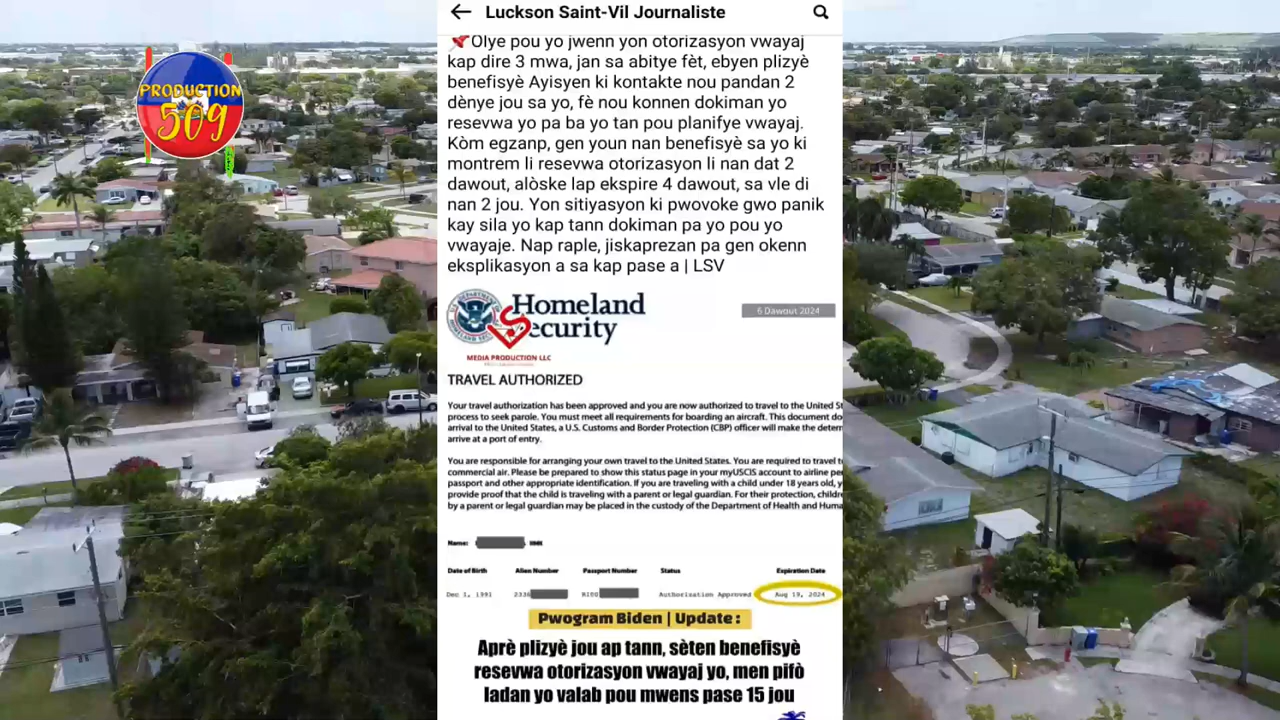 Luckson Saint-Vil Journaliste
PRODUCTION
509
📌Olye pou yo jwenn yon otorizasyon vwayaj
kap dire 3 mwa, jan sa abitye fèt, ebyen plizyè
benefisyè Ayisyen ki kontakte nou pandan 2
dènye jou sa yo, fè nou konnen dokiman yo
resevwa yo pa ba yo tan pou planifye vwayaj.
Kòm egzanp, gen youn nan benefisyè sa yo ki
montrem li resevwa otorizasyon li nan dat 2
dawout, alòske lap ekspire 4 dawout, sa vle di
nan 2 jou. Yon sitiyasyon ki pwovoke gwo panik
kay sila yo kap tann dokiman pa yo pou yo
vwayaje. Nap raple, jiskaprezan pa gen okenn
eksplikasyon a sa kap pase a | LSV
Homeland
Security
6 Dawout 2024
MEDIA PRODUCTION LLC
TRAVEL AUTHORIZED
Your travel authorization has been approved and you are now authorized to travel to the United St
process to seek parole. You must meet all requirements for boarding an aircraft. This document do
arrival to the United States, a U.S. Customs and Border Protection (CBP) officer will make the deter
arrive at a port of entry.
You are responsible for arranging your own travel to the United States. You are required to travel t
commercial air. Please be prepared to show this status page in your myUSCIS account to airline pe
passport and other appropriate identification. If you are traveling with a child under 18 years old, y
provide proof that the child is traveling with a parent or legal guardian. For their protection, childre
by a parent or legal guardian may be placed in the custody of the Department of Health and Huma
Name:
Date of Birth Alien Number Passport Number Status Expiration Date
Dec 1, 1991 2336 Authorization Approved Aug 19, 2024
Pwogram Biden | Update :
Aprè plizyè jou ap tann, sèten benefisyè
resevwa otorizasyon vwayaj yo, men pifò
ladan yo valab pou mwens pase 15 jou